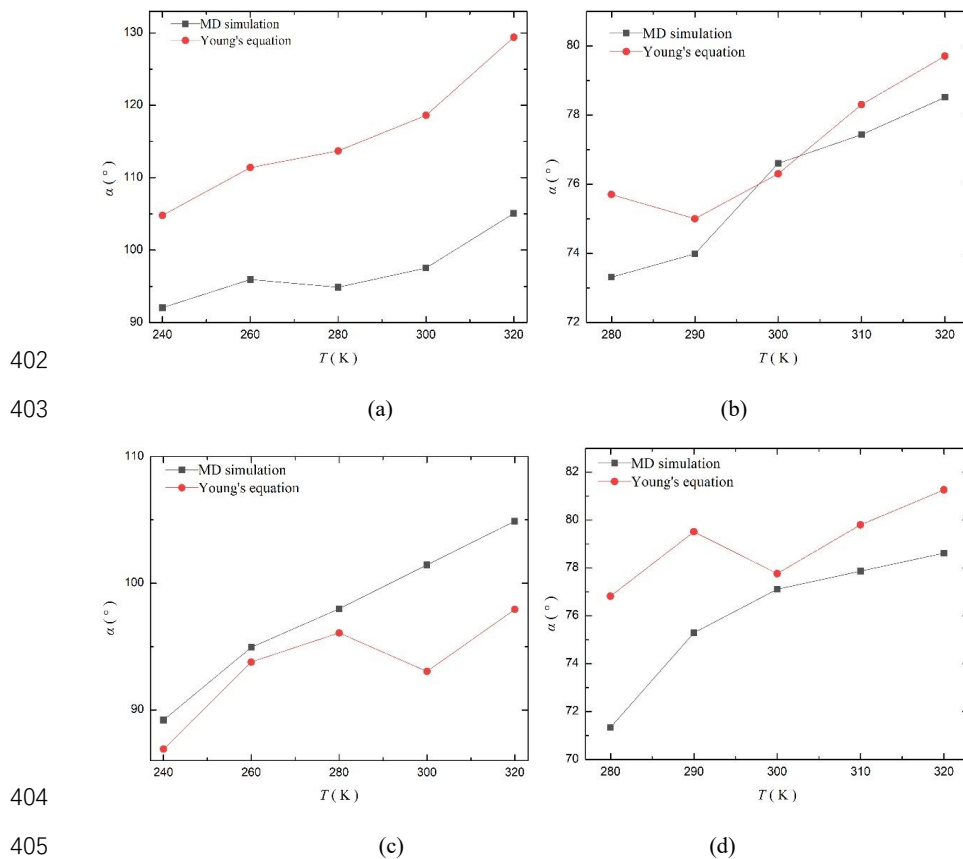 MD simulation
Young's equation
130
120
110
100
90
α ( ° )
240 260 280 300 320
T ( K )
MD simulation
Young's equation
80
78
76
74
72
α ( ° )
280 290 300 310 320
T ( K )
402
403 (a) (b)
MD simulation
Young's equation
110
100
90
α ( ° )
240 260 280 300 320
T ( K )
MD simulation
Young's equation
82
80
78
76
74
72
70
α ( ° )
280 290 300 310 320
T ( K )
404
405 (c) (d)